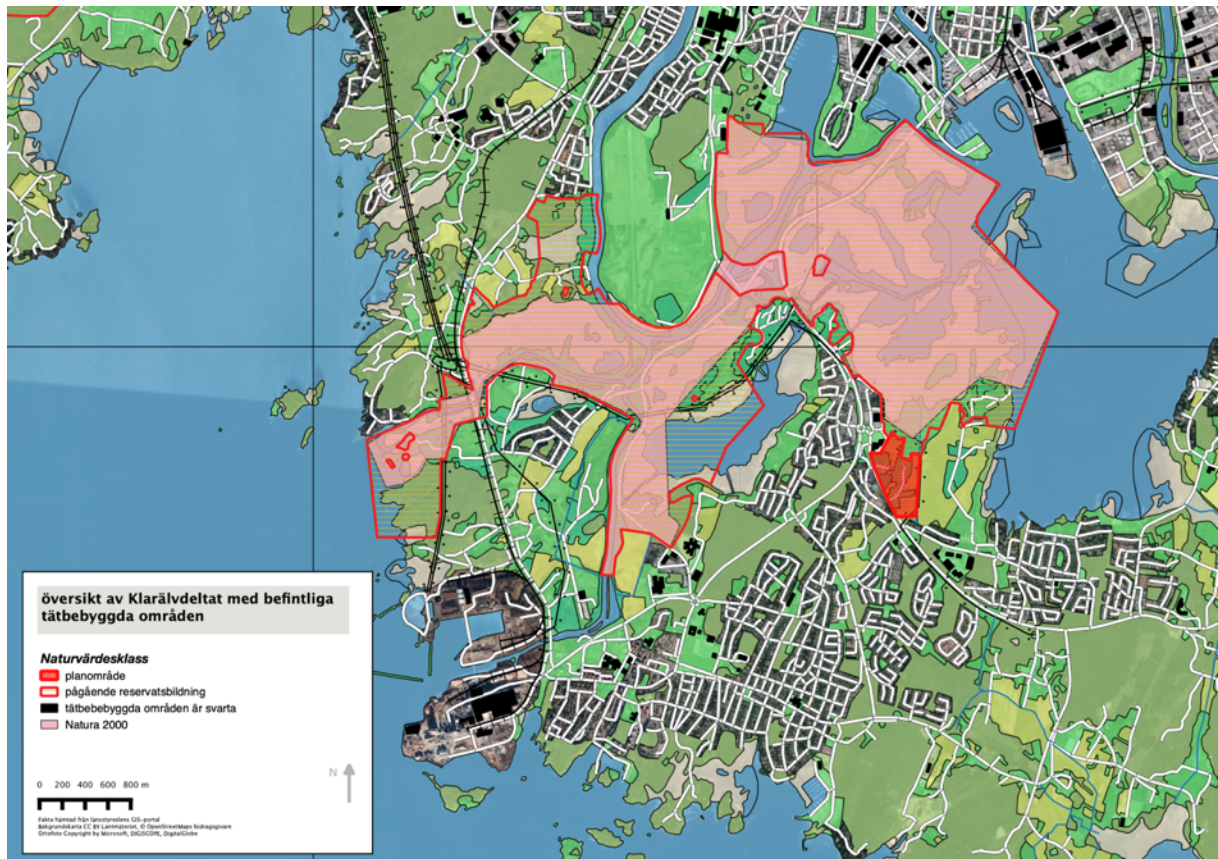 översikt av Klarälvdeltat med befintliga
tätbebyggda områden
Naturvärdesklass
planområde
pågående reservatsbildning
tätbebebyggda områden är svarta
Natura 2000
0 200 400 600 800 m
N
Fakta hämtad från länsstyrelsens GIS-portal
Bakgrundskarta CC BY Lantmäteriet, © OpenStreetMaps bidragsgivare
Ortofoto Copyright by Microsoft, DIGISCOPE, DigitalGlobe